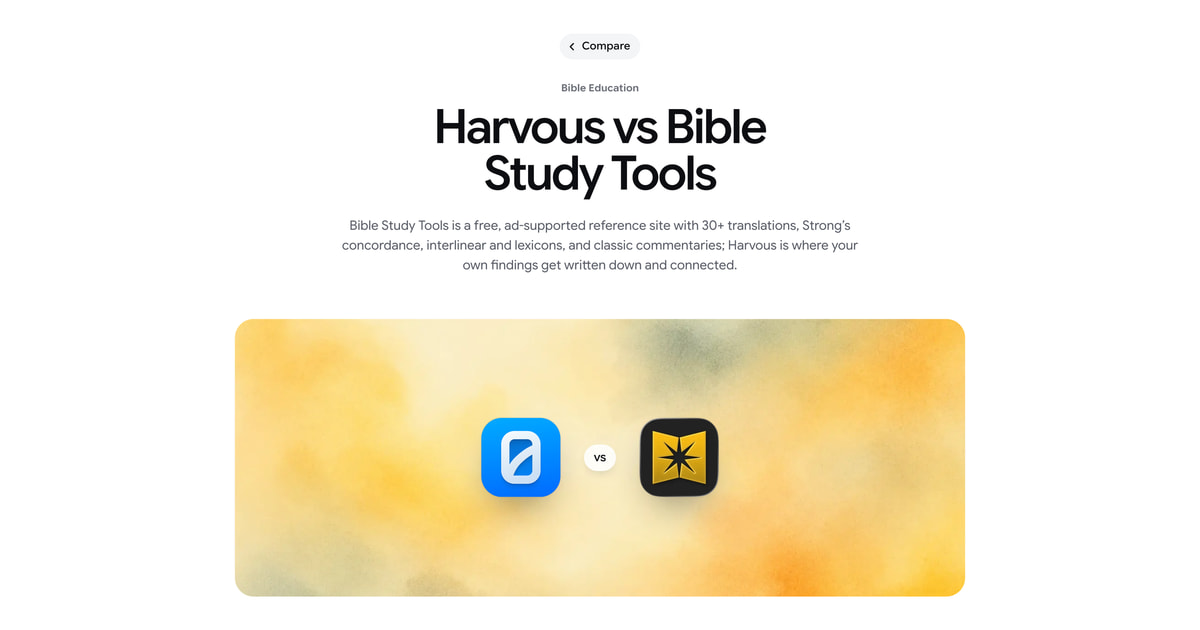 Compare
Bible Education
Harvous vs Bible
Study Tools
Bible Study Tools is a free, ad-supported reference site with 30+ translations, Strong’s
concordance, interlinear and lexicons, and classic commentaries; Harvous is where your
own findings get written down and connected.
vs